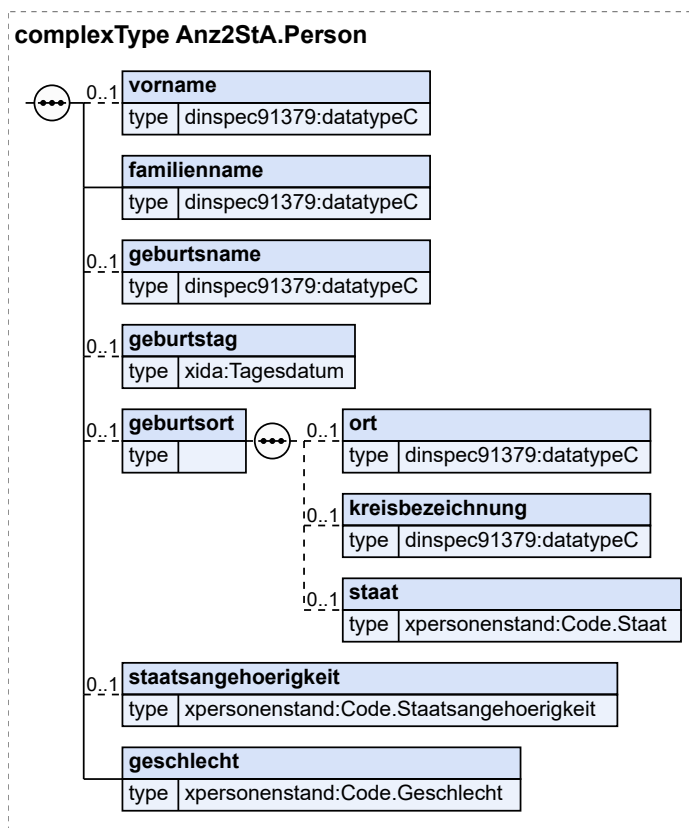 complexType Anz2StA.Person
0..1 vorname
type dinspec91379:datatypeC
familienname
type dinspec91379:datatypeC
0..1 geburtsname
type dinspec91379:datatypeC
0..1 geburtstag
type xida:Tagesdatum
0..1 geburtsort 0..1 ort
type type dinspec91379:datatypeC
0..1 kreisbezeichnung
type dinspec91379:datatypeC
0..1 staat
type xpersonenstand:Code.Staat
0..1 staatsangehoerigkeit
type xpersonenstand:Code.Staatsangehoerigkeit
geschlecht
type xpersonenstand:Code.Geschlecht